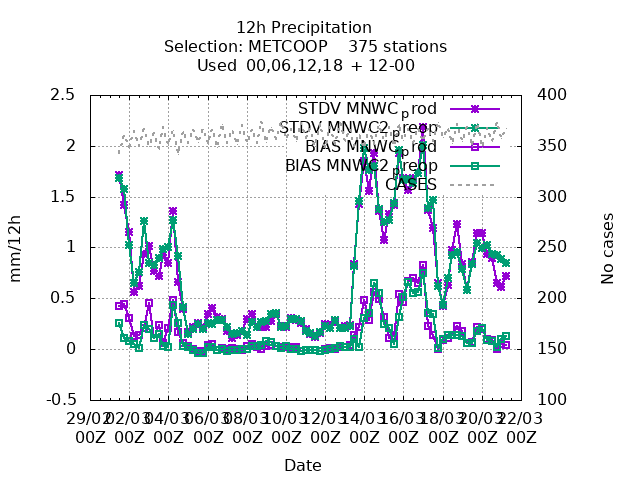 12h Precipitation
Selection: METCOOP 375 stations
Used 00,06,12,18 + 12-00
2.5
2
1.5
1
0.5
0
-0.5
400
350
300
250
200
150
100
mm/12h
No cases
STDV MNWC_prod
STDV MNWC2_preop
BIAS MNWC_prod
BIAS MNWC2_preop
CASES
29/02 02/03 04/03 06/03 08/03 10/03 12/03 14/03 16/03 18/03 20/03 22/03
00Z 00Z 00Z 00Z 00Z 00Z 00Z 00Z 00Z 00Z 00Z 00Z
Date